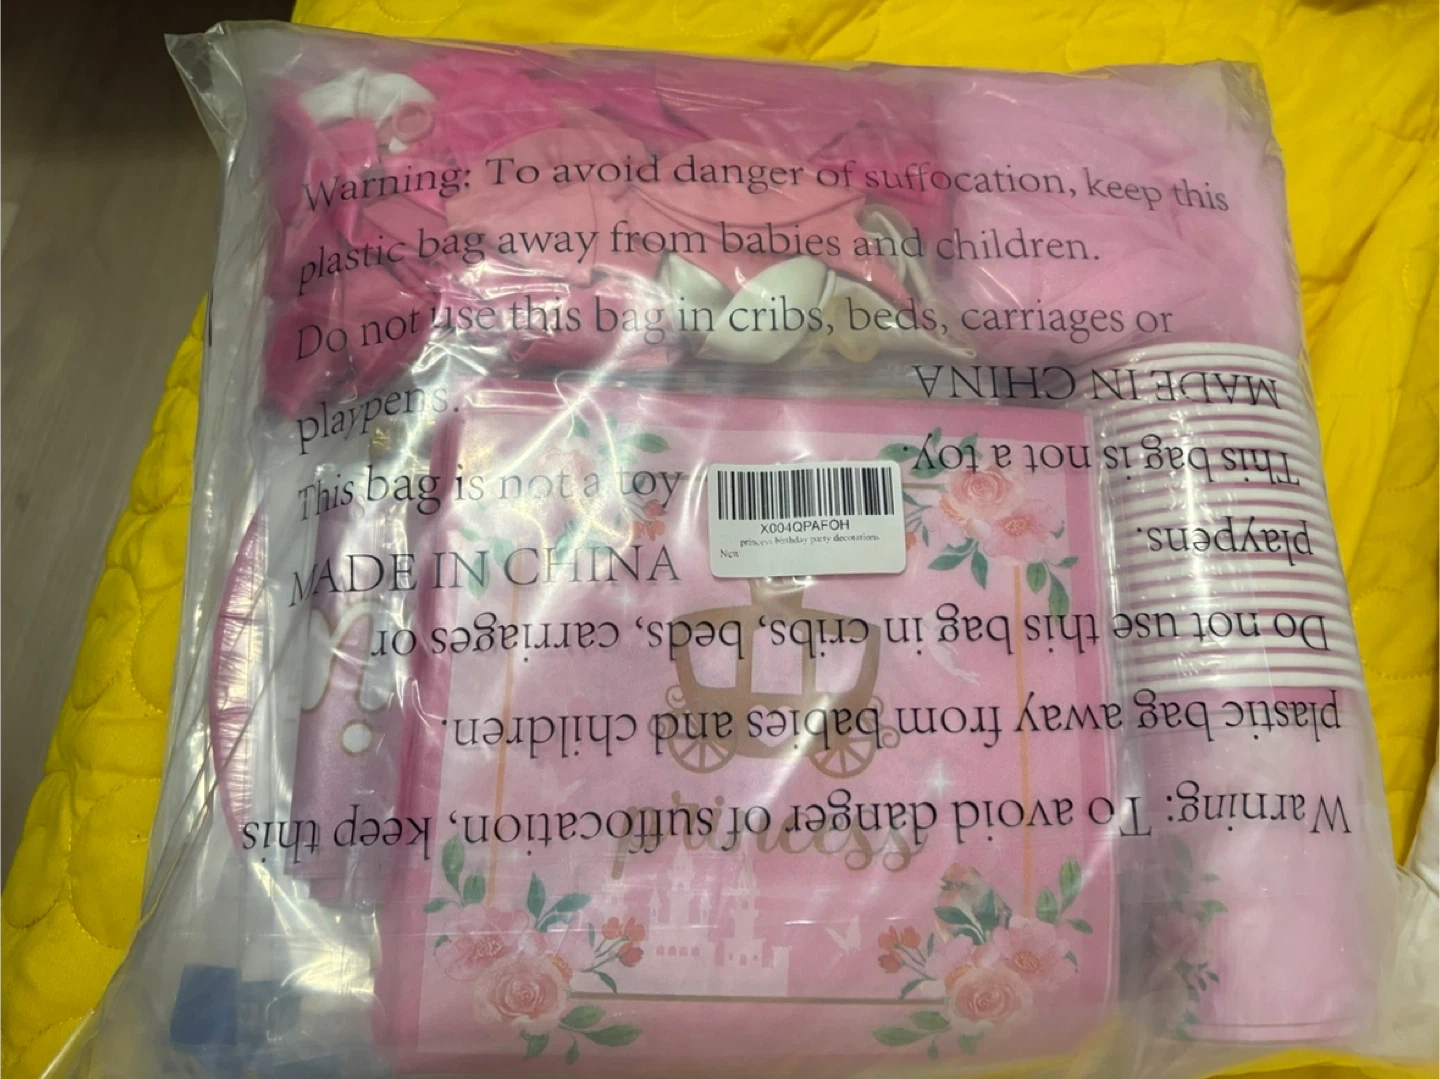 Warning: To avoid danger of suffocation, keep this
plastic bag away from babies and children.
Do not use this bag in cribs, beds, carriages or
playpens.
This bag is not a toy
MADE IN CHINA
X004QPAFOH
princess birthday party decorations
New
princess
Warning: To avoid danger of suffocation, keep this
plastic bag away from babies and children.
Do not use this bag in cribs, beds, carriages or
playpens.
This bag is not a toy.
MADE IN CHINA